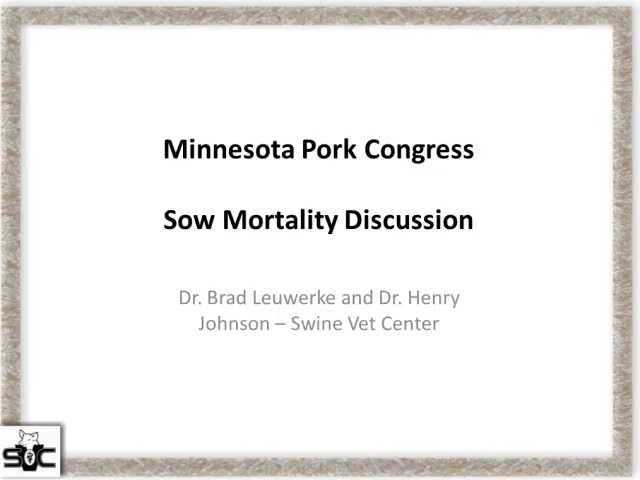 Minnesota Pork Congress
Sow Mortality Discussion
Dr. Brad Leuwerke and Dr. Henry
Johnson – Swine Vet Center
SVC